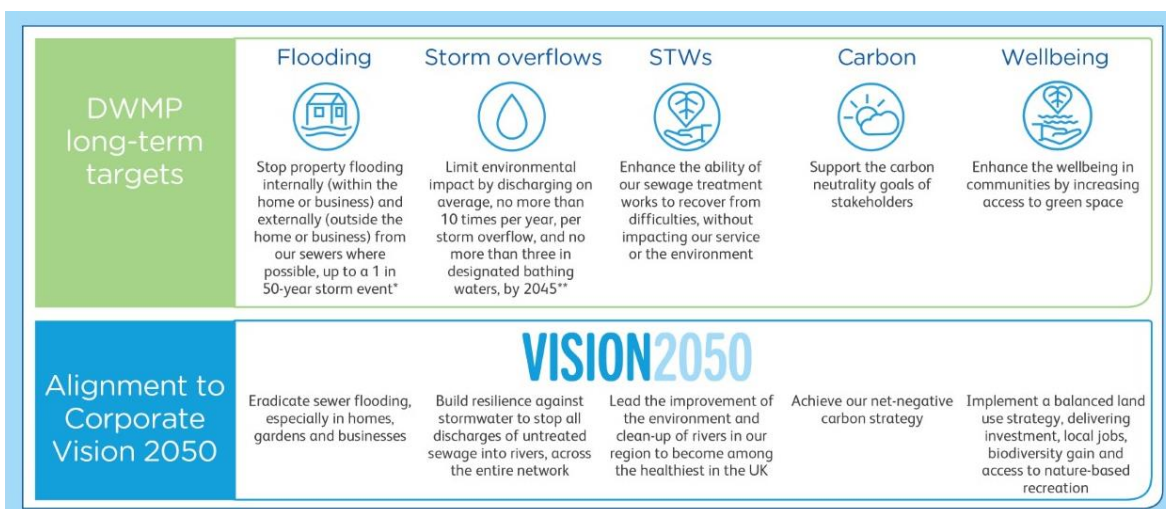 DWMP
long-term
targets
Flooding
Stop property flooding
internally (within the
home or business) and
externally (outside the
home or business) from
our sewers where
possible, up to a 1 in
50-year storm event*
Storm overflows
Limit environmental
impact by discharging on
average, no more than
10 times per year, per
storm overflow, and no
more than three in
designated bathing
waters, by 2045**
STWs
Enhance the ability of
our sewage treatment
works to recover from
difficulties, without
impacting our service
or the environment
Carbon
Support the carbon
neutrality goals of
stakeholders
Wellbeing
Enhance the wellbeing in
communities by increasing
access to green space
Alignment to
Corporate
Vision 2050
VISION2050
Eradicate sewer flooding,
especially in homes,
gardens and businesses
Build resilience against
stormwater to stop all
discharges of untreated
sewage into rivers, across
the entire network
Lead the improvement of
the environment and
clean-up of rivers in our
region to become among
the healthiest in the UK
Achieve our net-negative
carbon strategy
Implement a balanced land
use strategy, delivering
investment, local jobs,
biodiversity gain and
access to nature-based
recreation